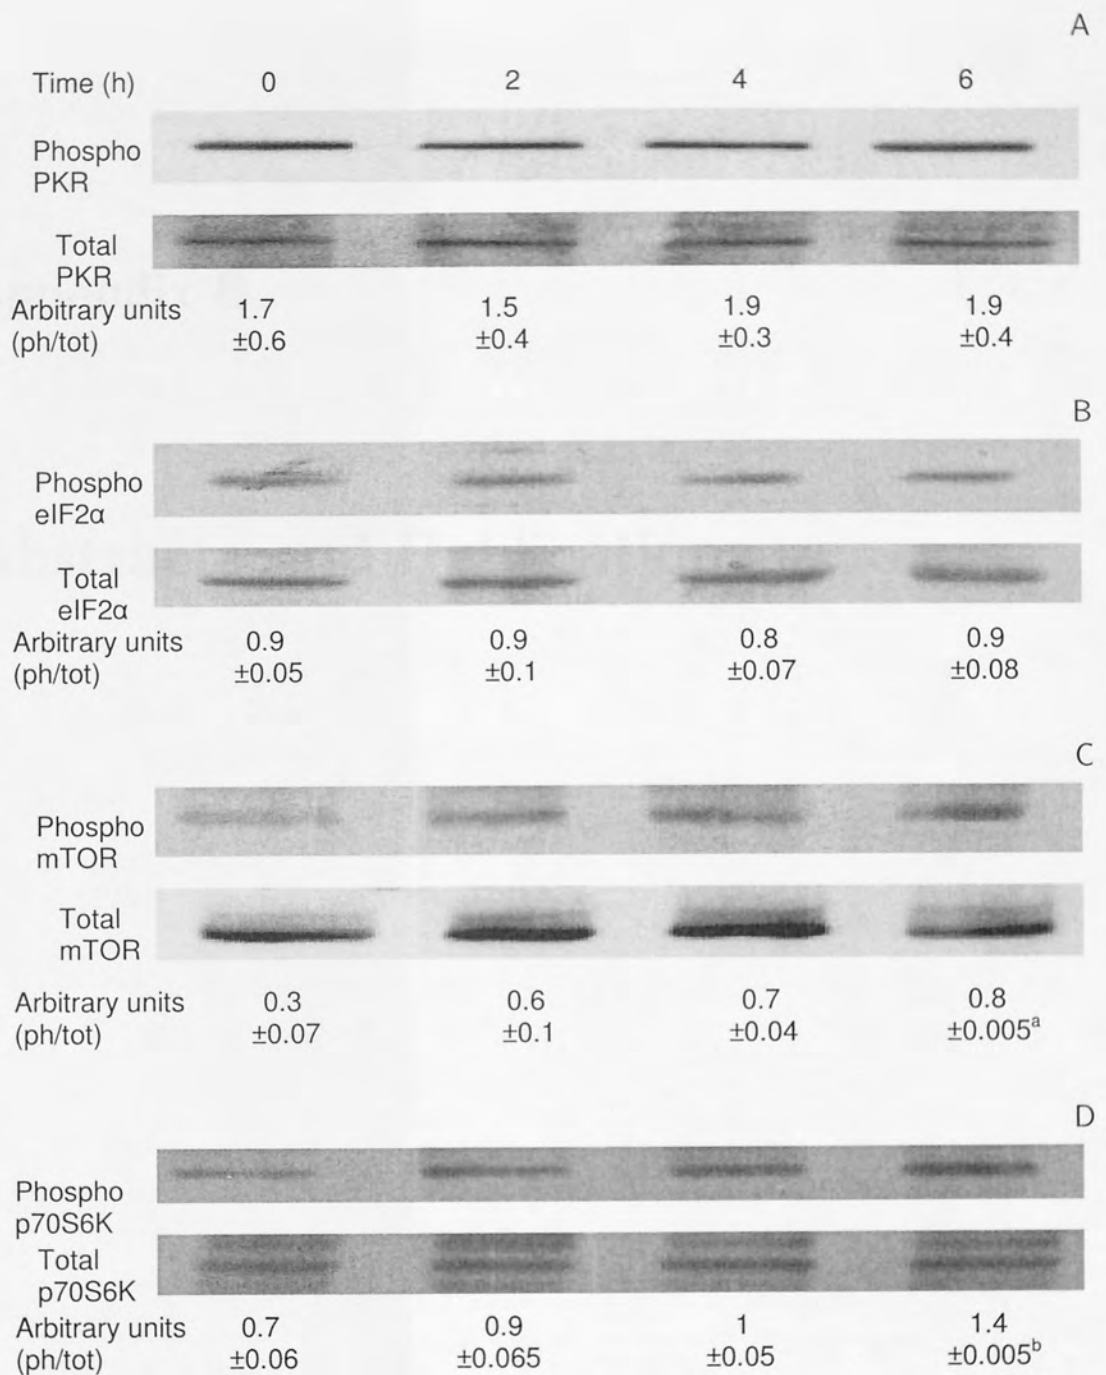 A
Time (h) 0 2 4 6
Phospho
PKR
Total
PKR
Arbitrary units 1.7 1.5 1.9 1.9
(ph/tot) ±0.6 ±0.4 ±0.3 ±0.4
B
Phospho
eIF2α
Total
eIF2α
Arbitrary units 0.9 0.9 0.8 0.9
(ph/tot) ±0.05 ±0.1 ±0.07 ±0.08
C
Phospho
mTOR
Total
mTOR
Arbitrary units 0.3 0.6 0.7 0.8
(ph/tot) ±0.07 ±0.1 ±0.04 ±0.005ᵃ
D
Phospho
p70S6K
Total
p70S6K
Arbitrary units 0.7 0.9 1 1.4
(ph/tot) ±0.06 ±0.065 ±0.05 ±0.005ᵇ